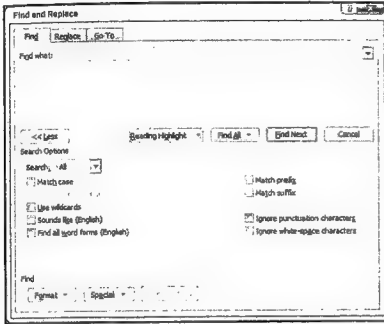 Find and Replace
Find Replace Go To
Find what:
<< Less Reading Highlight Find All Find Next Cancel
Search Options
Search: All
Match case Match prefix
Match suffix
Use wildcards
Sounds like (English) Ignore punctuation characters
Find all word forms (English) Ignore white-space characters
Find
Format Special